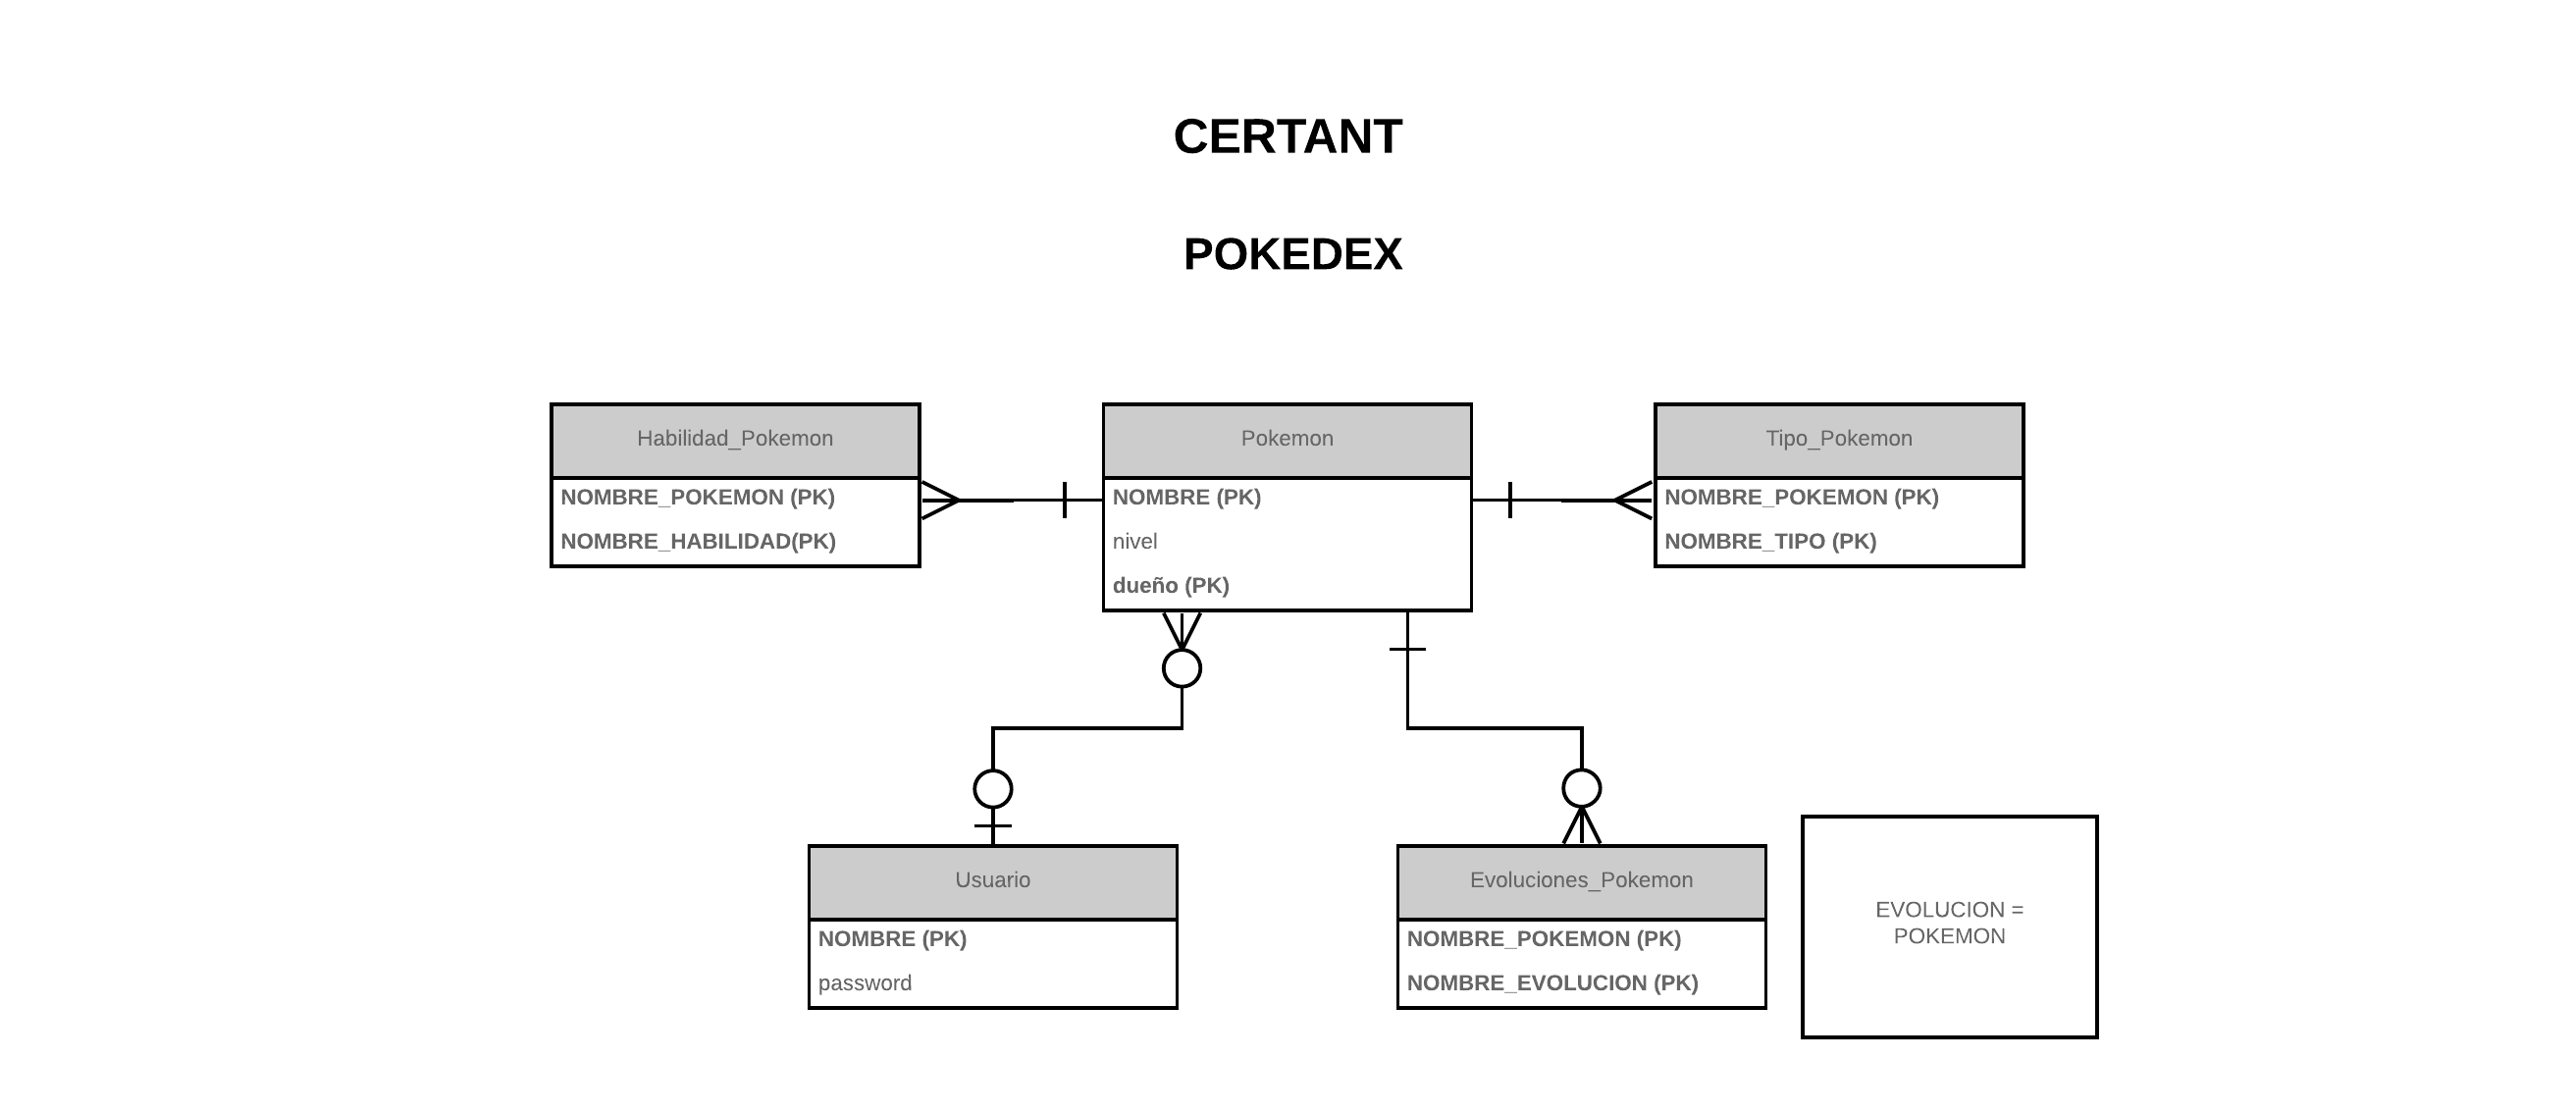 CERTANT
POKEDEX
Habilidad_Pokemon
NOMBRE_POKEMON (PK)
NOMBRE_HABILIDAD(PK)
Pokemon
NOMBRE (PK)
nivel
dueño (PK)
Tipo_Pokemon
NOMBRE_POKEMON (PK)
NOMBRE_TIPO (PK)
Usuario
NOMBRE (PK)
password
Evoluciones_Pokemon
NOMBRE_POKEMON (PK)
NOMBRE_EVOLUCION (PK)
EVOLUCION =
POKEMON